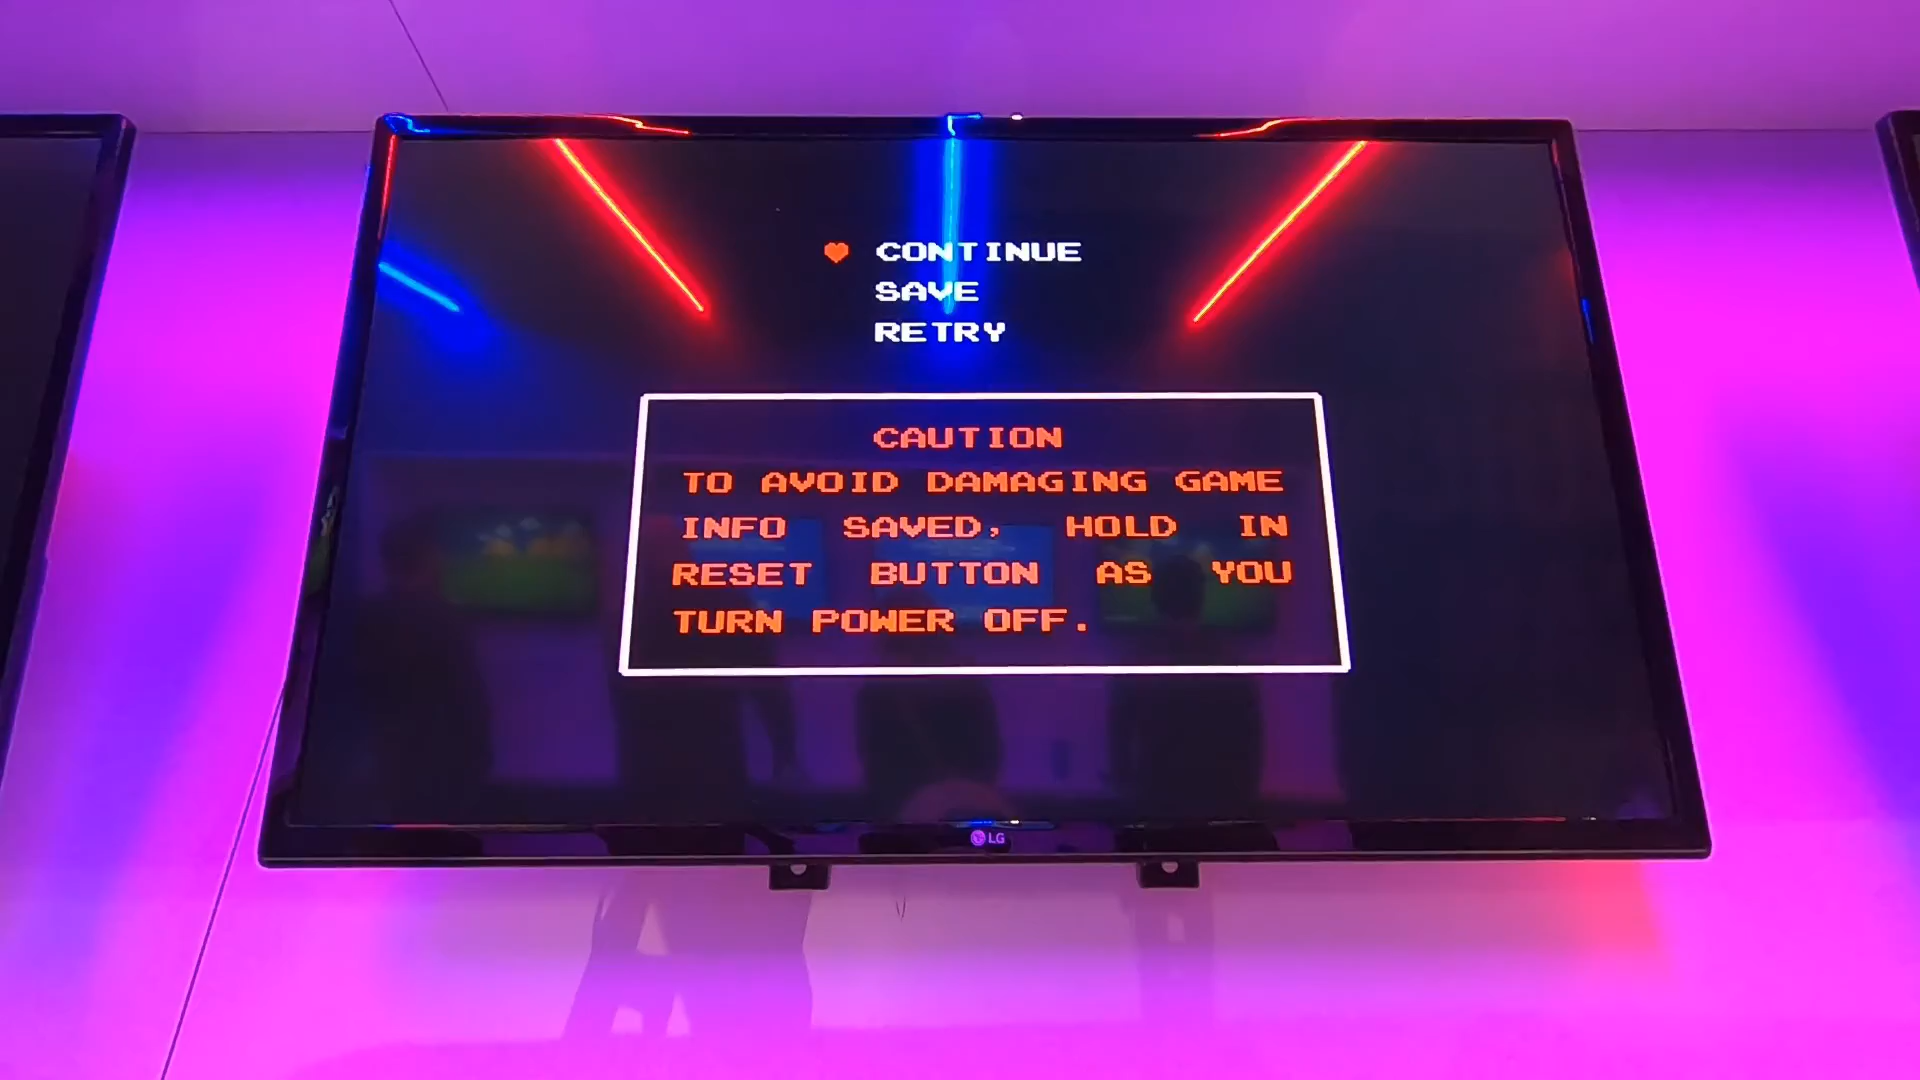 CONTINUE
SAVE
RETRY
CAUTION
TO AVOID DAMAGING GAME
INFO SAVED, HOLD IN
RESET BUTTON AS YOU
TURN POWER OFF.
LG